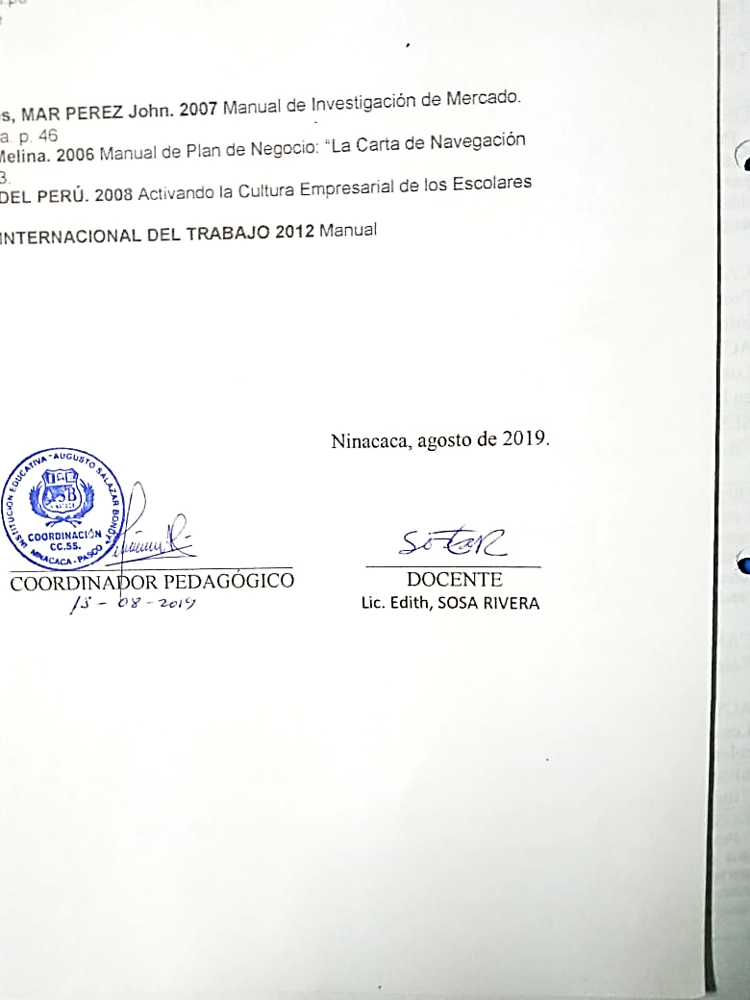 s, MAR PEREZ John. 2007 Manual de Investigación de Mercado.
a. p. 46
Melina. 2006 Manual de Plan de Negocio: “La Carta de Navegación
3.
DEL PERÚ. 2008 Activando la Cultura Empresarial de los Escolares
INTERNACIONAL DEL TRABAJO 2012 Manual
Ninacaca, agosto de 2019.
INSTITUCIÓN EDUCATIVA "AUGUSTO SALAZAR BONDY"
ASB
COORDINACIÓN
CC.SS.
NINACACA - PASCO
COORDINADOR PEDAGÓGICO
15 - 08 - 2019
DOCENTE
Lic. Edith, SOSA RIVERA